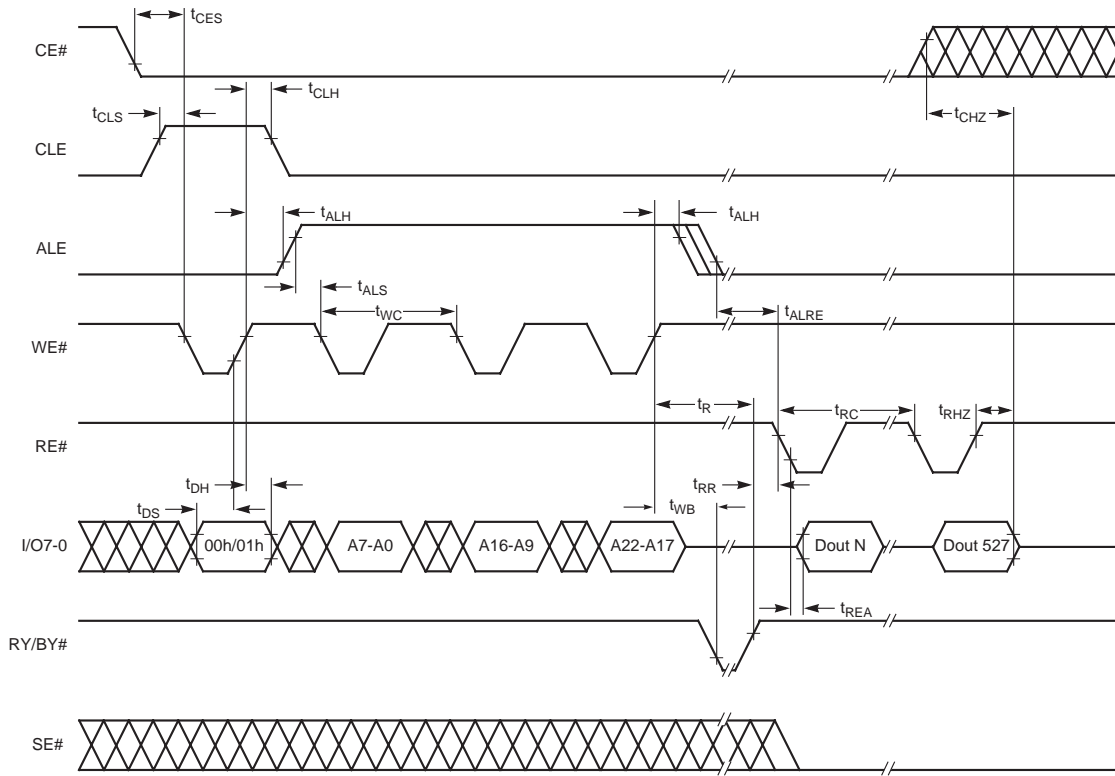 tCES
CE#
tCLH
tCLS
tCHZ
CLE
tALH
tALH
ALE
tALS
tWC
tALRE
WE#
tR
tRC
tRHZ
RE#
tDH
tRR
tDS
tWB
I/O7-0
00h/01h
A7-A0
A16-A9
A22-A17
Dout N
Dout 527
tREA
RY/BY#
SE#